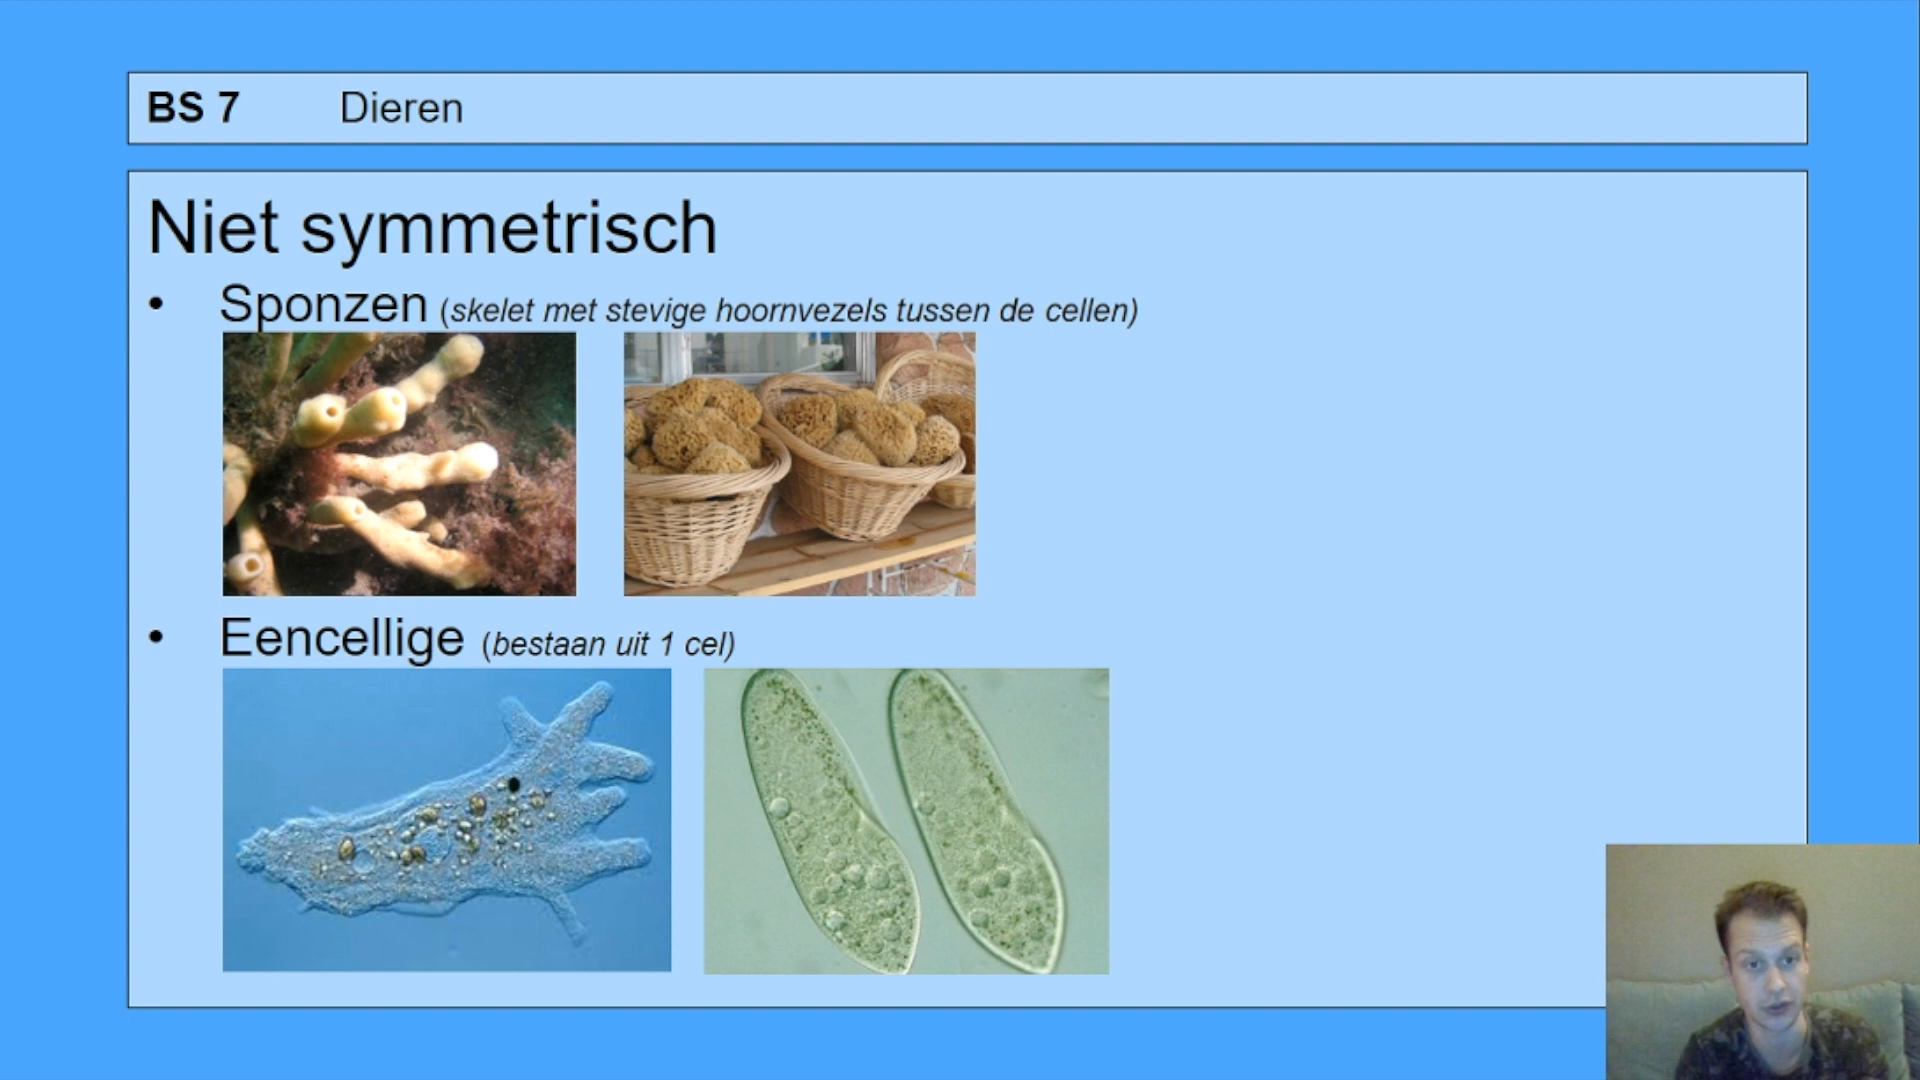 BS 7 Dieren
Niet symmetrisch
• Sponzen (skelet met stevige hoornvezels tussen de cellen)
• Eencellige (bestaan uit 1 cel)